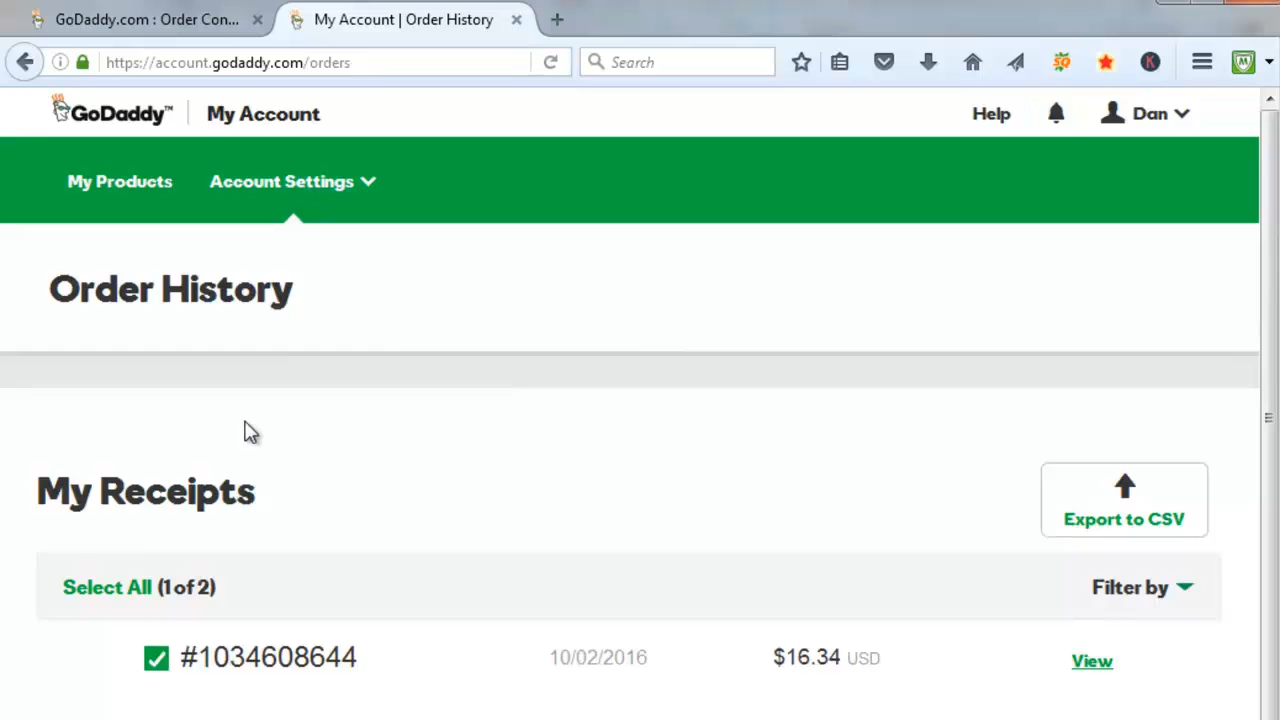 GoDaddy.com : Order Con...
My Account | Order History
https://account.godaddy.com/orders
Search
GoDaddy™
My Account
Help
Dan
My Products
Account Settings
Order History
My Receipts
Export to CSV
Select All (1 of 2)
Filter by
#1034608644
10/02/2016
$16.34 USD
View